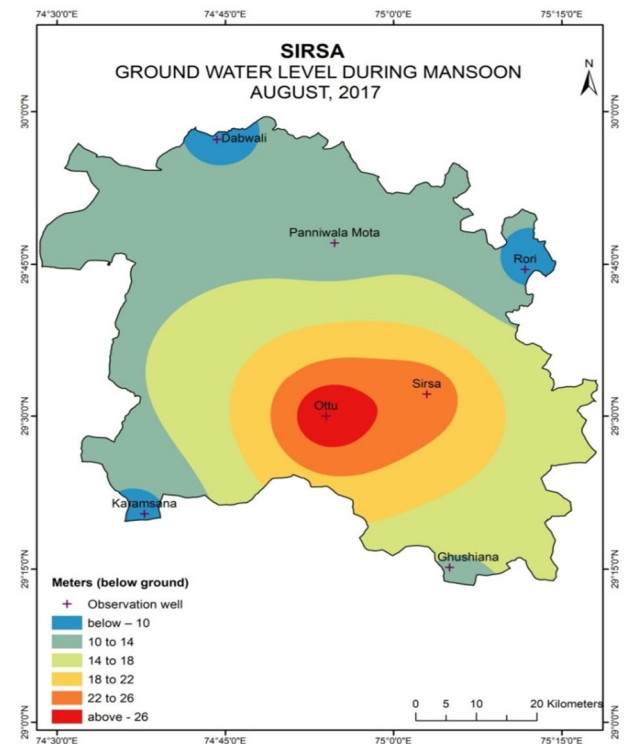 74°30'0"E 74°45'0"E 75°0'0"E 75°15'0"E
SIRSA
GROUND WATER LEVEL DURING MANSOON
AUGUST, 2017
N
30°0'0"N 30°0'0"N
Dabwali
Panniwala Mota
Rori
29°45'0"N 29°45'0"N
Sirsa
Ottu
29°30'0"N 29°30'0"N
Karamsana
Ghushiana
29°15'0"N 29°15'0"N
Meters (below ground)
Observation well
below – 10
10 to 14
14 to 18
18 to 22
22 to 26
above - 26
0 5 10 20 Kilometers
29°0'0"N 29°0'0"N
74°30'0"E 74°45'0"E 75°0'0"E 75°15'0"E